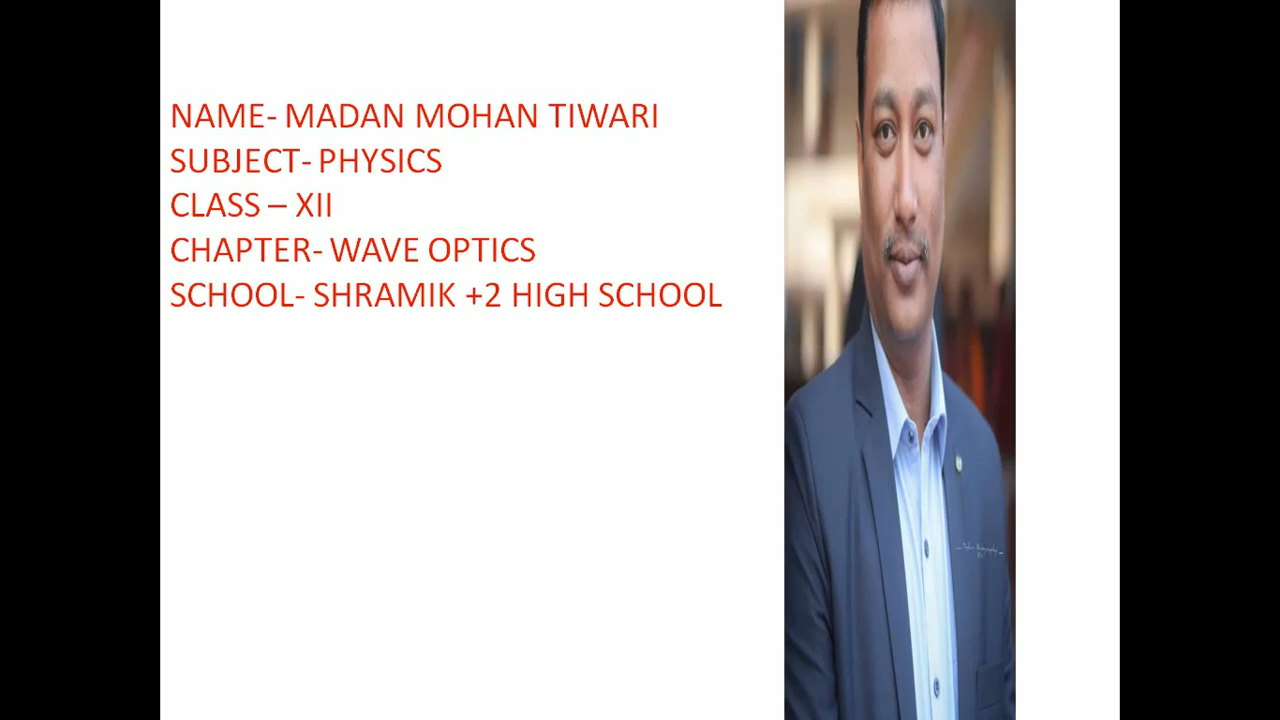 NAME- MADAN MOHAN TIWARI
SUBJECT- PHYSICS
CLASS – XII
CHAPTER- WAVE OPTICS
SCHOOL- SHRAMIK +2 HIGH SCHOOL